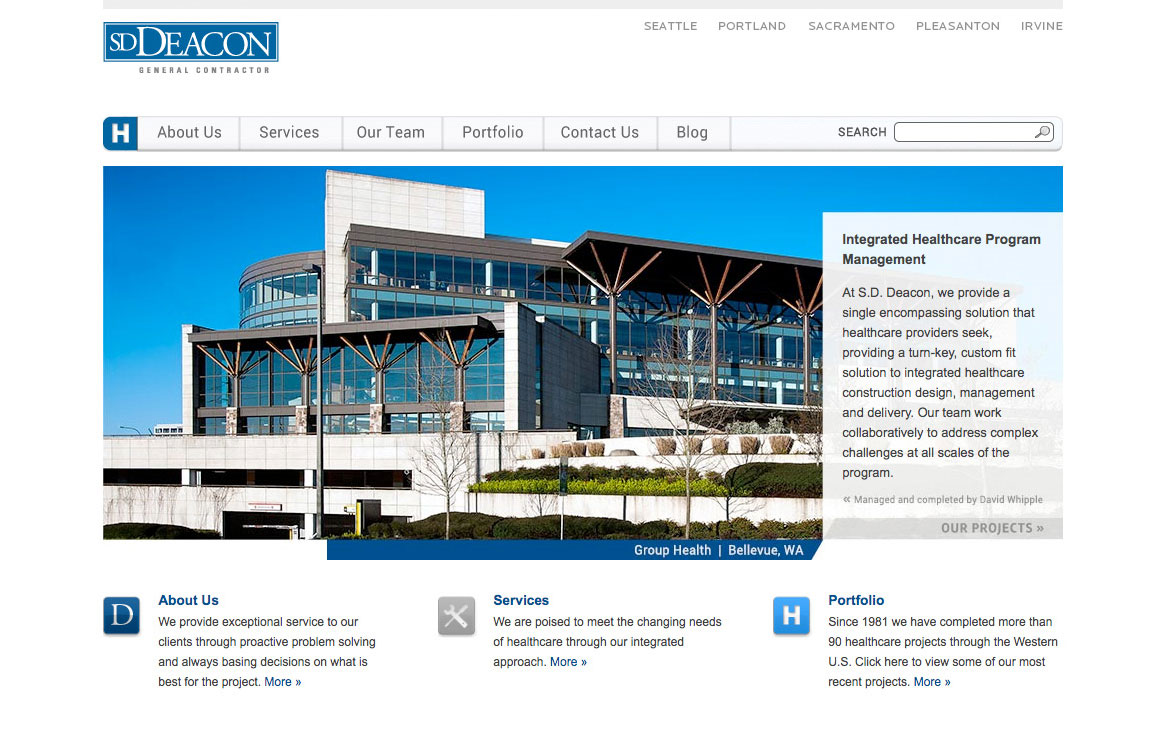 SEATTLE PORTLAND SACRAMENTO PLEASANTON IRVINE
SD DEACON
GENERAL CONTRACTOR
H About Us Services Our Team Portfolio Contact Us Blog SEARCH
Integrated Healthcare Program
Management
At S.D. Deacon, we provide a
single encompassing solution that
healthcare providers seek,
providing a turn-key, custom fit
solution to integrated healthcare
construction design, management
and delivery. Our team work
collaboratively to address complex
challenges at all scales of the
program.
« Managed and completed by David Whipple
OUR PROJECTS »
Group Health | Bellevue, WA
D
About Us
We provide exceptional service to our
clients through proactive problem solving
and always basing decisions on what is
best for the project. More »
Services
We are poised to meet the changing needs
of healthcare through our integrated
approach. More »
H
Portfolio
Since 1981 we have completed more than
90 healthcare projects through the Western
U.S. Click here to view some of our most
recent projects. More »